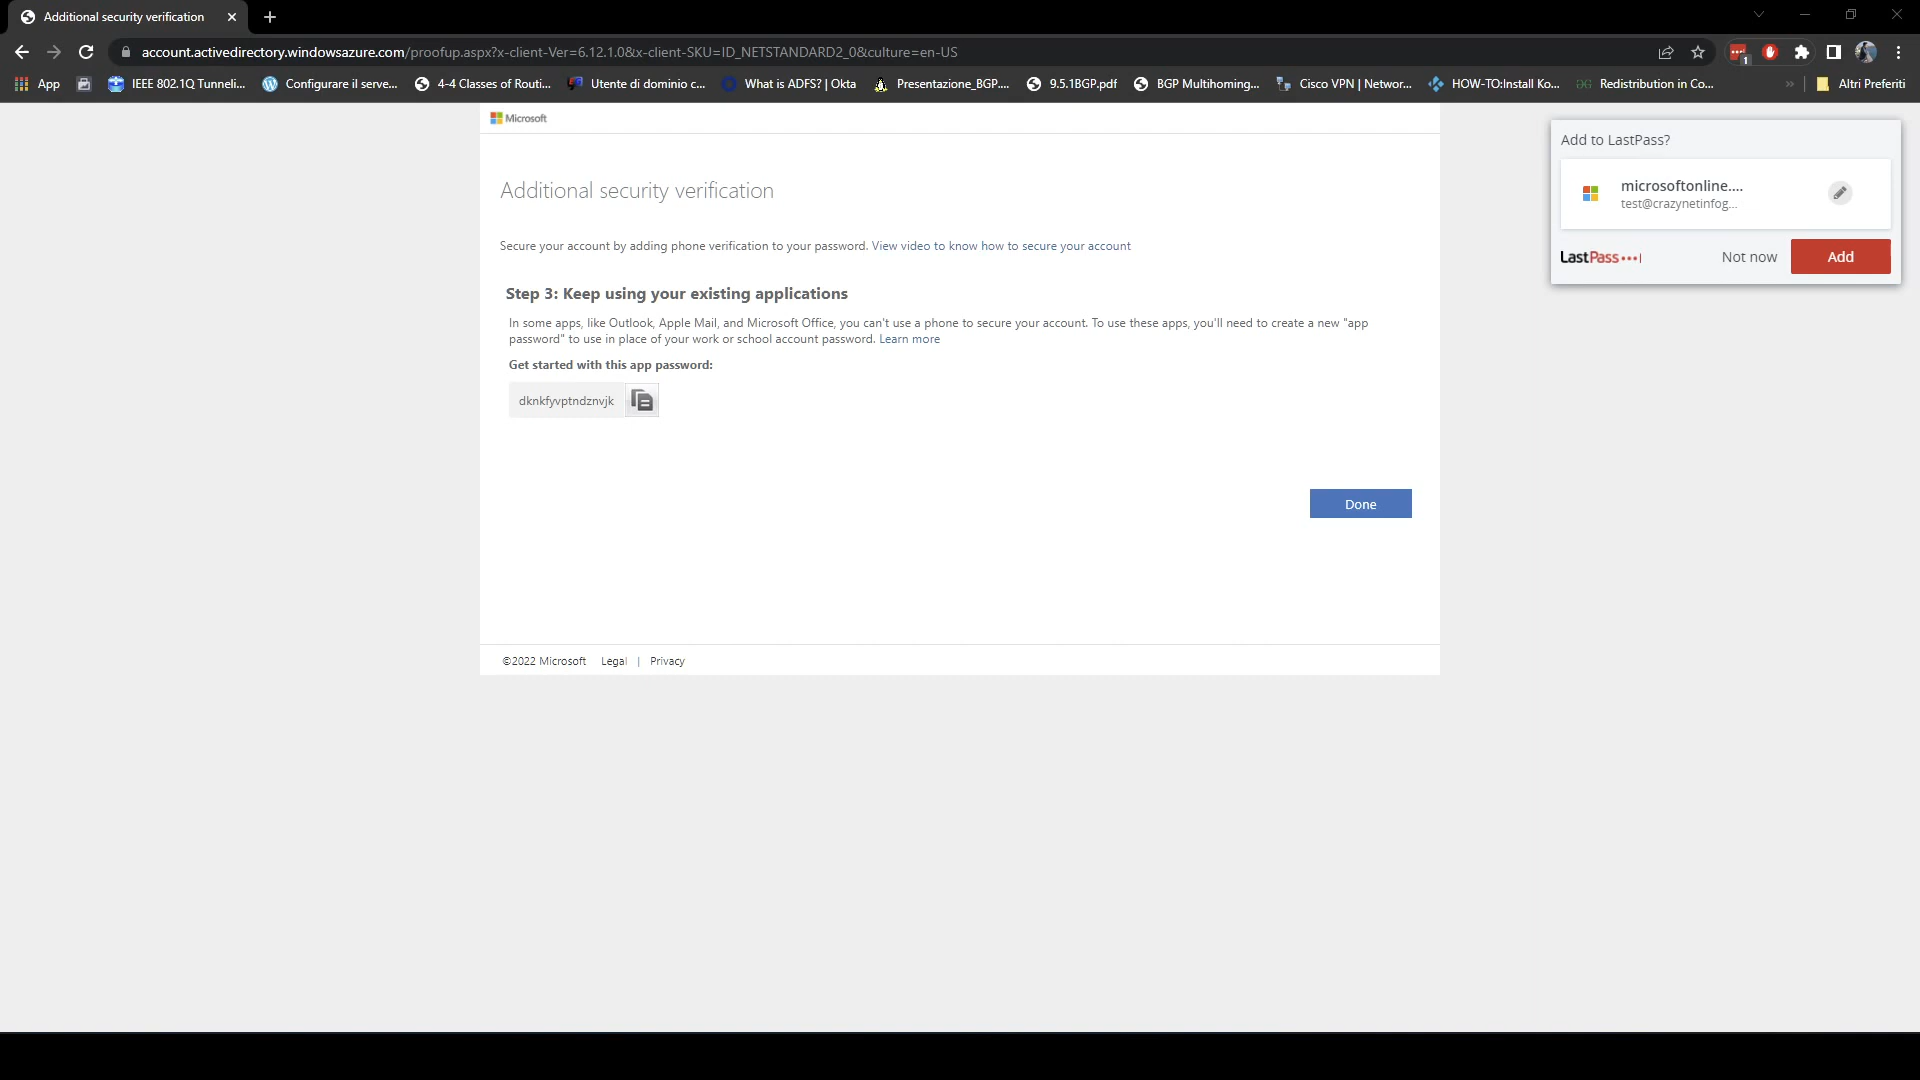 Additional security verification
account.activedirectory.windowsazure.com/proofup.aspx?x-client-Ver=6.12.1.0&x-client-SKU=ID_NETSTANDARD2_0&culture=en-US
1
App
IEEE 802.1Q Tunneli...
Configurare il serve...
4-4 Classes of Routi...
Utente di dominio c...
What is ADFS? | Okta
Presentazione_BGP....
9.5.1BGP.pdf
BGP Multihoming...
Cisco VPN | Networ...
HOW-TO:Install Ko...
Redistribution in Co...
»
Altri Preferiti
Microsoft
Additional security verification
Secure your account by adding phone verification to your password. View video to know how to secure your account
Step 3: Keep using your existing applications
In some apps, like Outlook, Apple Mail, and Microsoft Office, you can't use a phone to secure your account. To use these apps, you'll need to create a new "app
password" to use in place of your work or school account password. Learn more
Get started with this app password:
dknkfyvptndznvjk
Done
©2022 Microsoft Legal | Privacy
Add to LastPass?
microsoftonline....
test@crazynetinfog...
LastPass •••|
Not now
Add